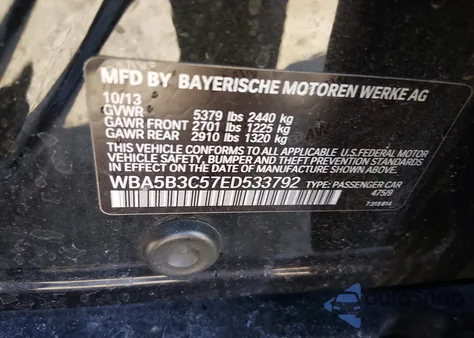 MFD BY BAYERISCHE MOTOREN WERKE AG
10/13
GVWR 5379 lbs 2440 kg
GAWR FRONT 2701 lbs 1225 kg
GAWR REAR 2910 lbs 1320 kg
THIS VEHICLE CONFORMS TO ALL APPLICABLE U.S. FEDERAL MOTOR
VEHICLE SAFETY, BUMPER AND THEFT PREVENTION STANDARDS
IN EFFECT ON THE DATE OF MANUFACTURE SHOWN ABOVE.
WBA5B3C57ED533792 TYPE: PASSENGER CAR
475/9